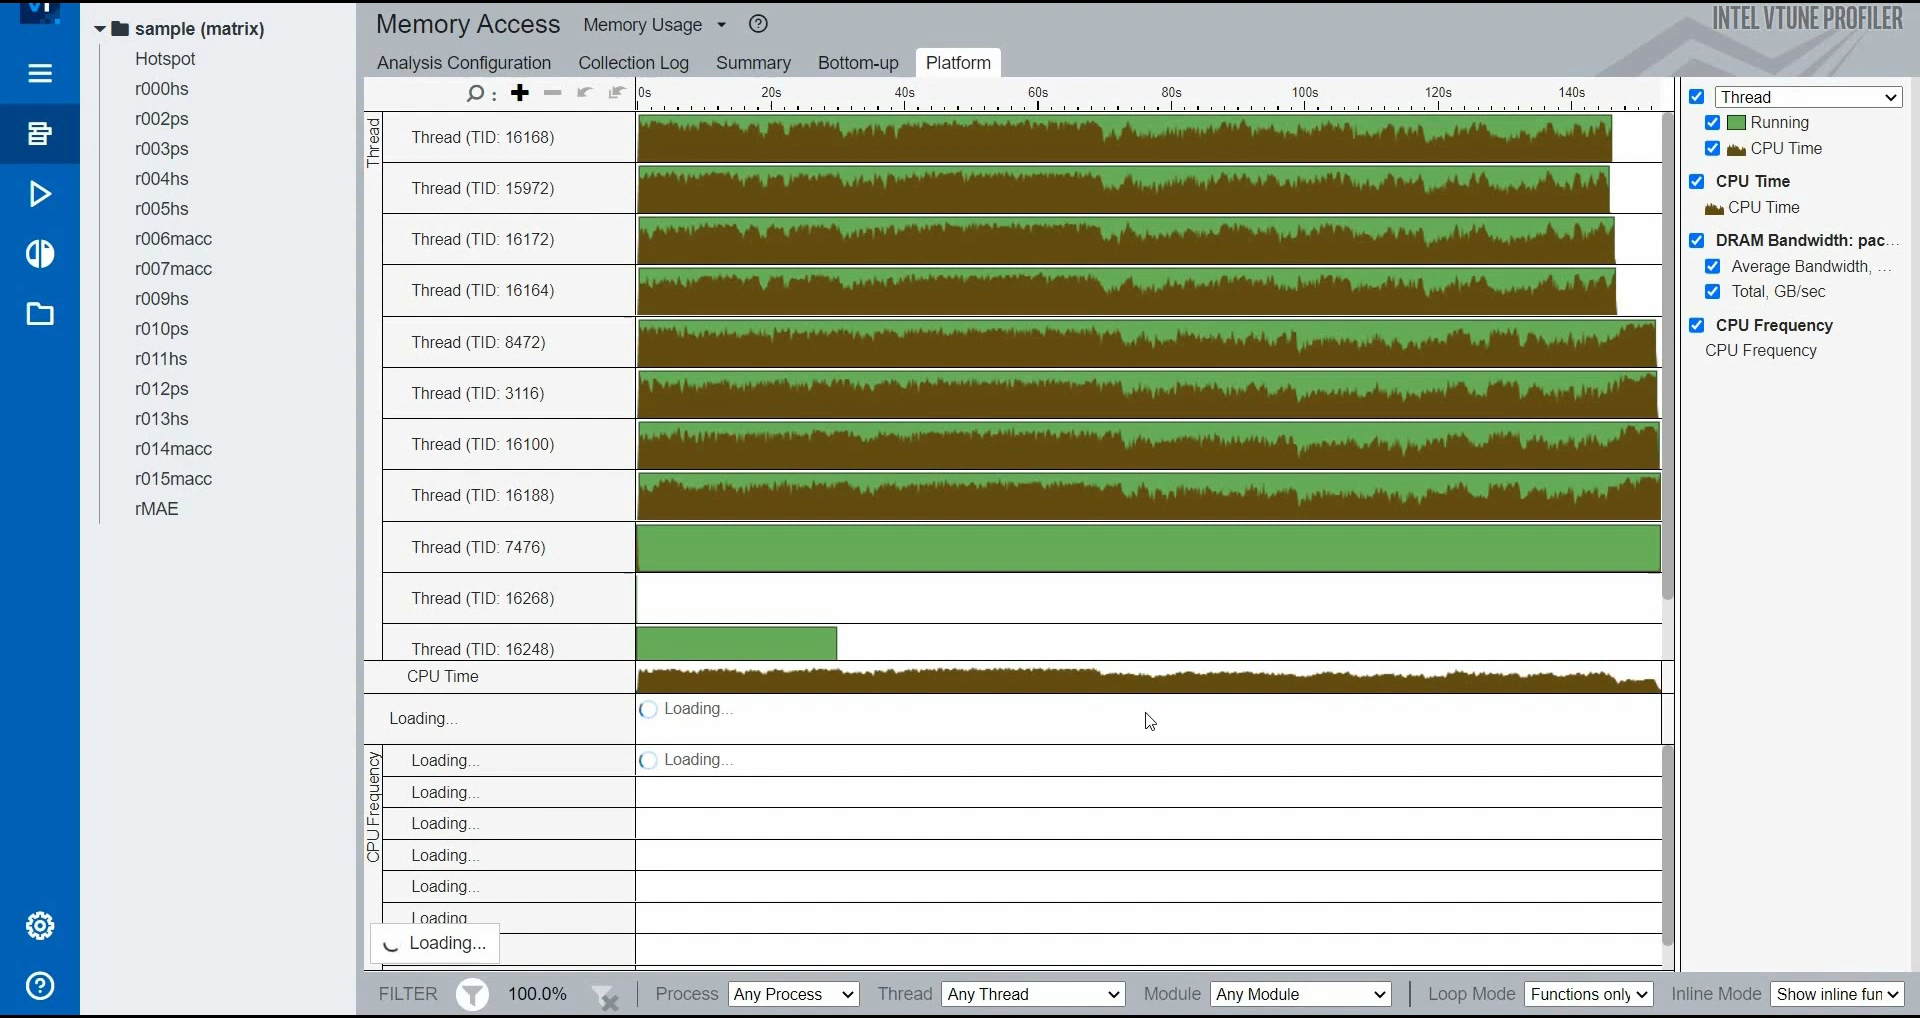 INTEL VTUNE PROFILER
sample (matrix)
Hotspot
r000hs
r002ps
r003ps
r004hs
r005hs
r006macc
r007macc
r009hs
r010ps
r011hs
r012ps
r013hs
r014macc
r015macc
rMAE
Memory Access Memory Usage
Analysis Configuration Collection Log Summary Bottom-up Platform
0s 20s 40s 60s 80s 100s 120s 140s
Thread
Thread (TID: 16168)
Thread (TID: 15972)
Thread (TID: 16172)
Thread (TID: 16164)
Thread (TID: 8472)
Thread (TID: 3116)
Thread (TID: 16100)
Thread (TID: 16188)
Thread (TID: 7476)
Thread (TID: 16268)
Thread (TID: 16248)
CPU Time
Loading... Loading...
CPU Frequency
Loading... Loading...
Loading...
Loading...
Loading...
Loading...
Loading
Loading...
Thread
Running
CPU Time
CPU Time
CPU Time
DRAM Bandwidth: pac...
Average Bandwidth, ...
Total, GB/sec
CPU Frequency
CPU Frequency
FILTER 100.0% Process Any Process Thread Any Thread Module Any Module Loop Mode Functions only Inline Mode Show inline fun